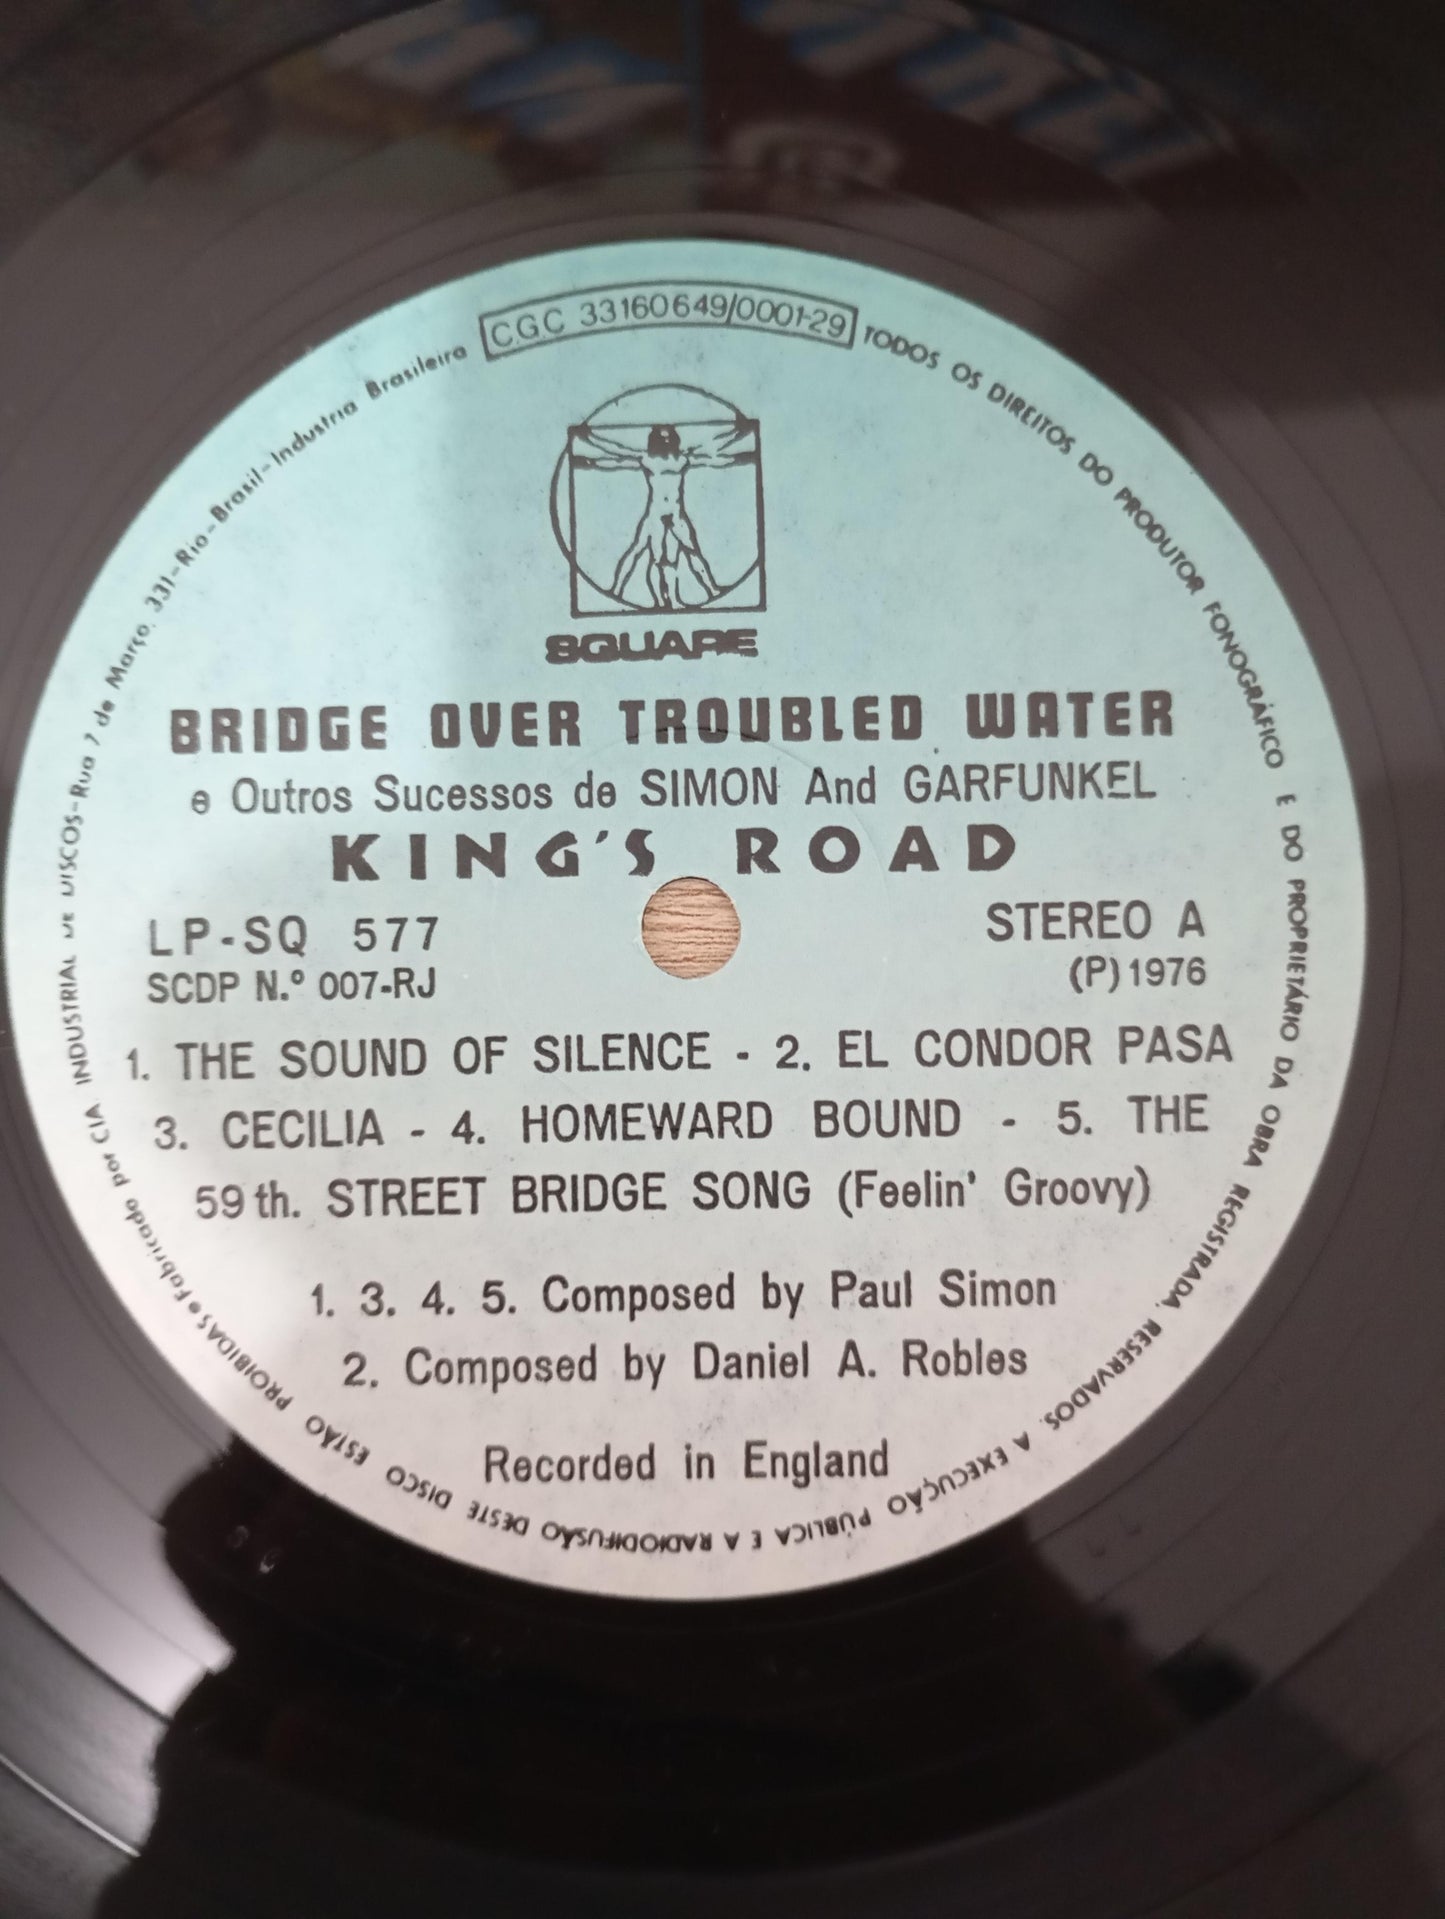 C.G.C 33160649/0001-29
TODOS OS DIREITOS DO PRODUTOR FONOGRÁFICO E DO PROPRIETÁRIO DA OBRA REGISTRADA, RESERVADOS. A EXECUÇÃO PÚBLICA E A RADIODIFUSÃO DESTE DISCO ESTÃO PROIBIDAS e Fabricado por CIA INDUSTRIAL DE DISCOS-Rua 7 de Março, 331-Rio-Brasil-Industria Brasileira
SQUARE
BRIDGE OVER TROUBLED WATER
e Outros Sucessos de SIMON And GARFUNKEL
KING'S ROAD
LP-SQ 577 STEREO A
SCDP N.º 007-RJ (P) 1976
1. THE SOUND OF SILENCE - 2. EL CONDOR PASA
3. CECILIA - 4. HOMEWARD BOUND - 5. THE
59 th. STREET BRIDGE SONG (Feelin' Groovy)
1. 3. 4. 5. Composed by Paul Simon
2. Composed by Daniel A. Robles
Recorded in England